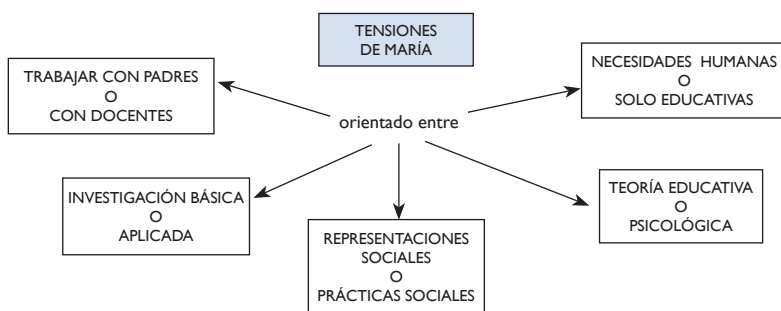 TENSIONES
DE MARÍA
TRABAJAR CON PADRES
O
CON DOCENTES
NECESIDADES HUMANAS
O
SOLO EDUCATIVAS
orientado entre
INVESTIGACIÓN BÁSICA
O
APLICADA
REPRESENTACIONES
SOCIALES
O
PRÁCTICAS SOCIALES
TEORÍA EDUCATIVA
O
PSICOLÓGICA